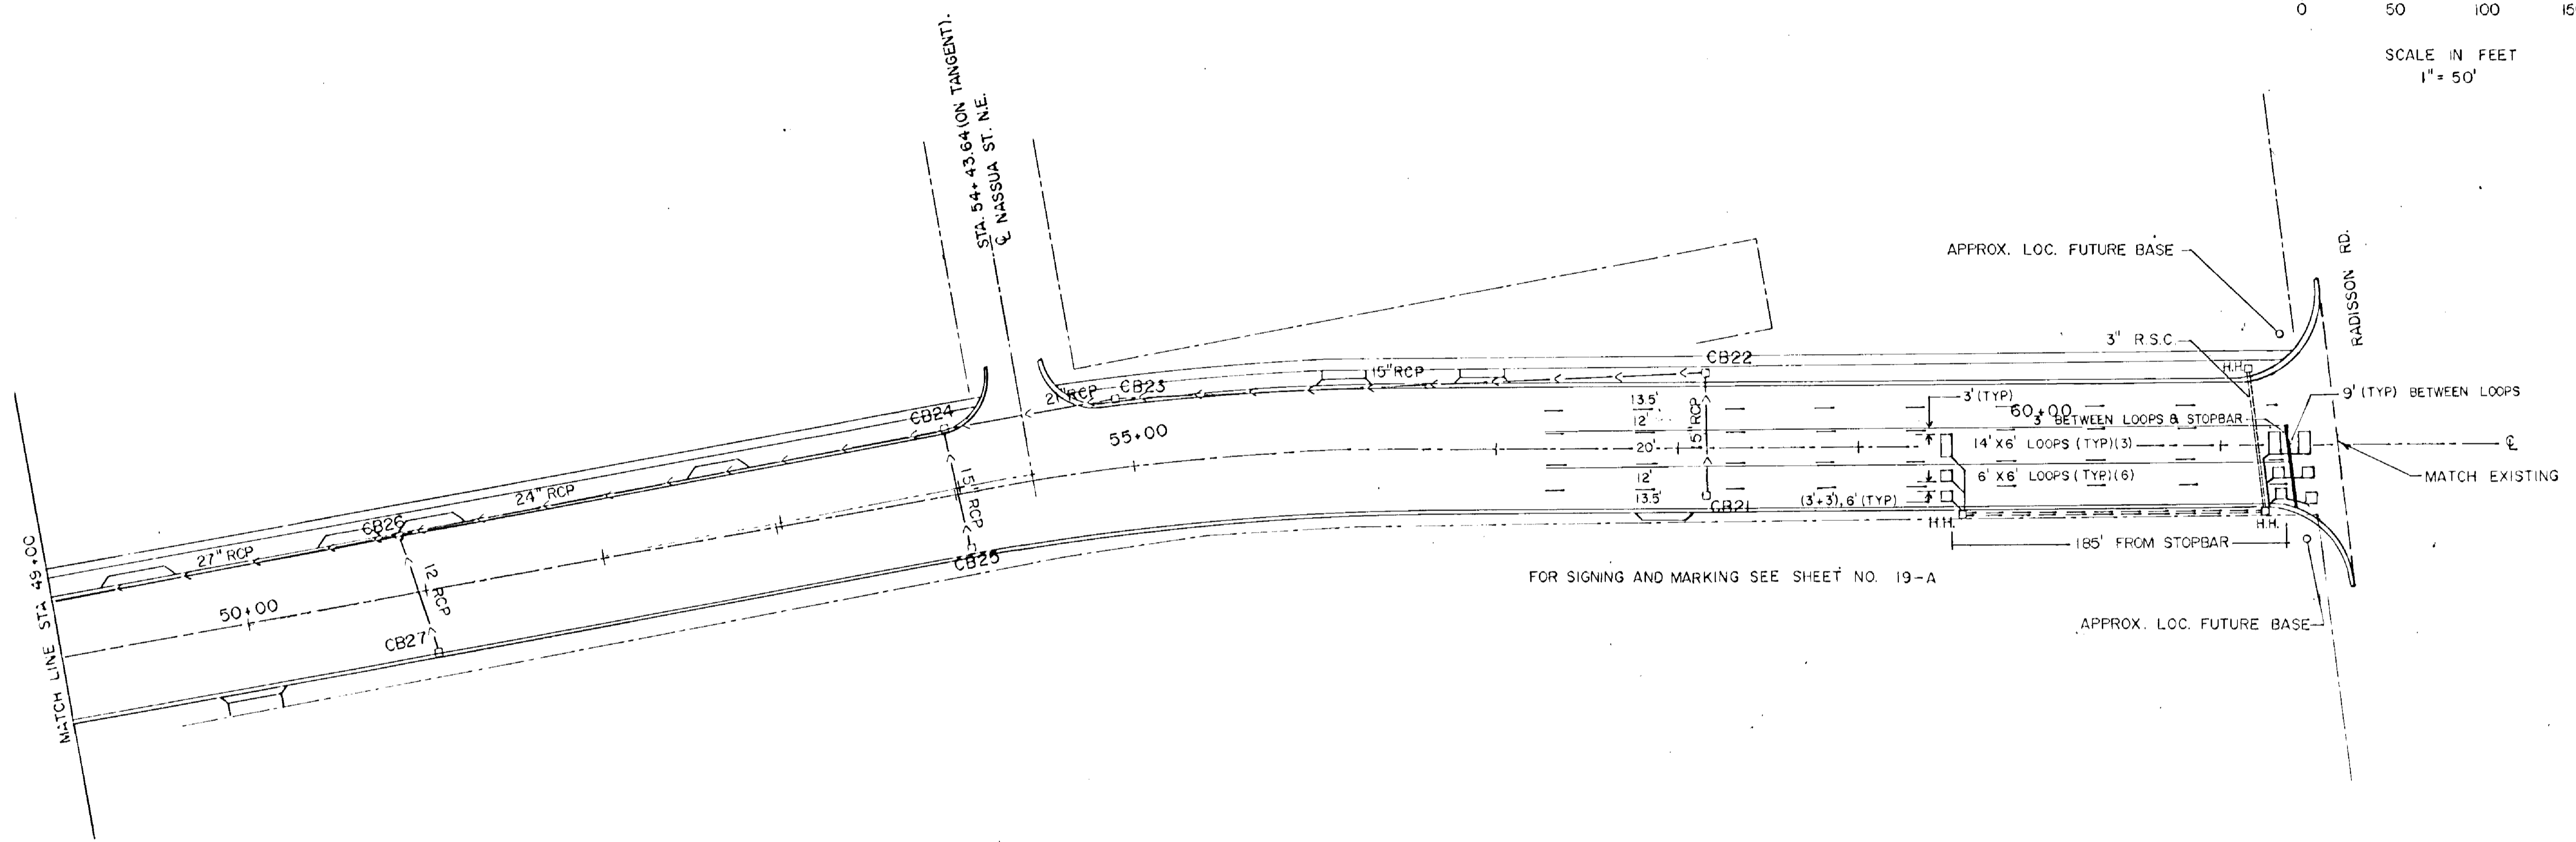 0 50 100 15
SCALE IN FEET
1" = 50'
STA. 54+43.64 (ON TANGENT).
℄ NASSUA ST. N.E.
APPROX. LOC. FUTURE BASE
RADISSON RD.
3" R.S.C.
H.H.
9' (TYP) BETWEEN LOOPS
CB22
15" RCP
CB23
21" RCP
CB24
13.5'
12'
20'
12'
13.5'
15" RCP
3' (TYP)
60+00
3' BETWEEN LOOPS & STOPBAR
14' X 6' LOOPS (TYP) (3)
6' X 6' LOOPS (TYP) (6)
(3'+3'), 6' (TYP)
℄
MATCH EXISTING
55+00
CB21
H.H.
H.H.
185' FROM STOPBAR
15" RCP
24" RCP
CB26
CB25
27" RCP
12" RCP
50+00
CB27
MATCH LINE STA 49+00
FOR SIGNING AND MARKING SEE SHEET NO. 19-A
APPROX. LOC. FUTURE BASE